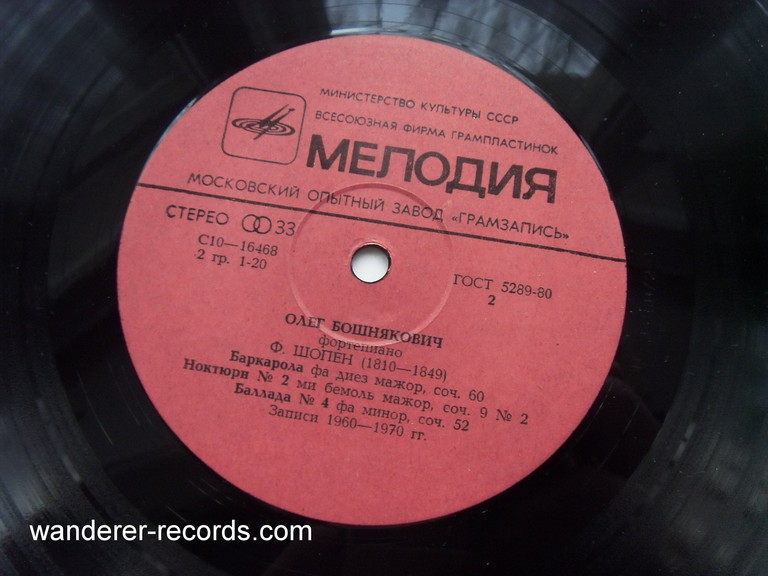 МИНИСТЕРСТВО КУЛЬТУРЫ СССР
ВСЕСОЮЗНАЯ ФИРМА ГРАМПЛАСТИНОК
МЕЛОДИЯ
МОСКОВСКИЙ ОПЫТНЫЙ ЗАВОД «ГРАМЗАПИСЬ»
СТЕРЕО 33
С10—16468
2 гр. 1-20
ГОСТ 5289-80
2
ОЛЕГ БОШНЯКОВИЧ
фортепиано
Ф. ШОПЕН (1810—1849)
Баркарола фа диез мажор, соч. 60
Ноктюрн № 2 ми бемоль мажор, соч. 9 № 2
Баллада № 4 фа минор, соч. 52
Записи 1960—1970 гг.
wanderer-records.com